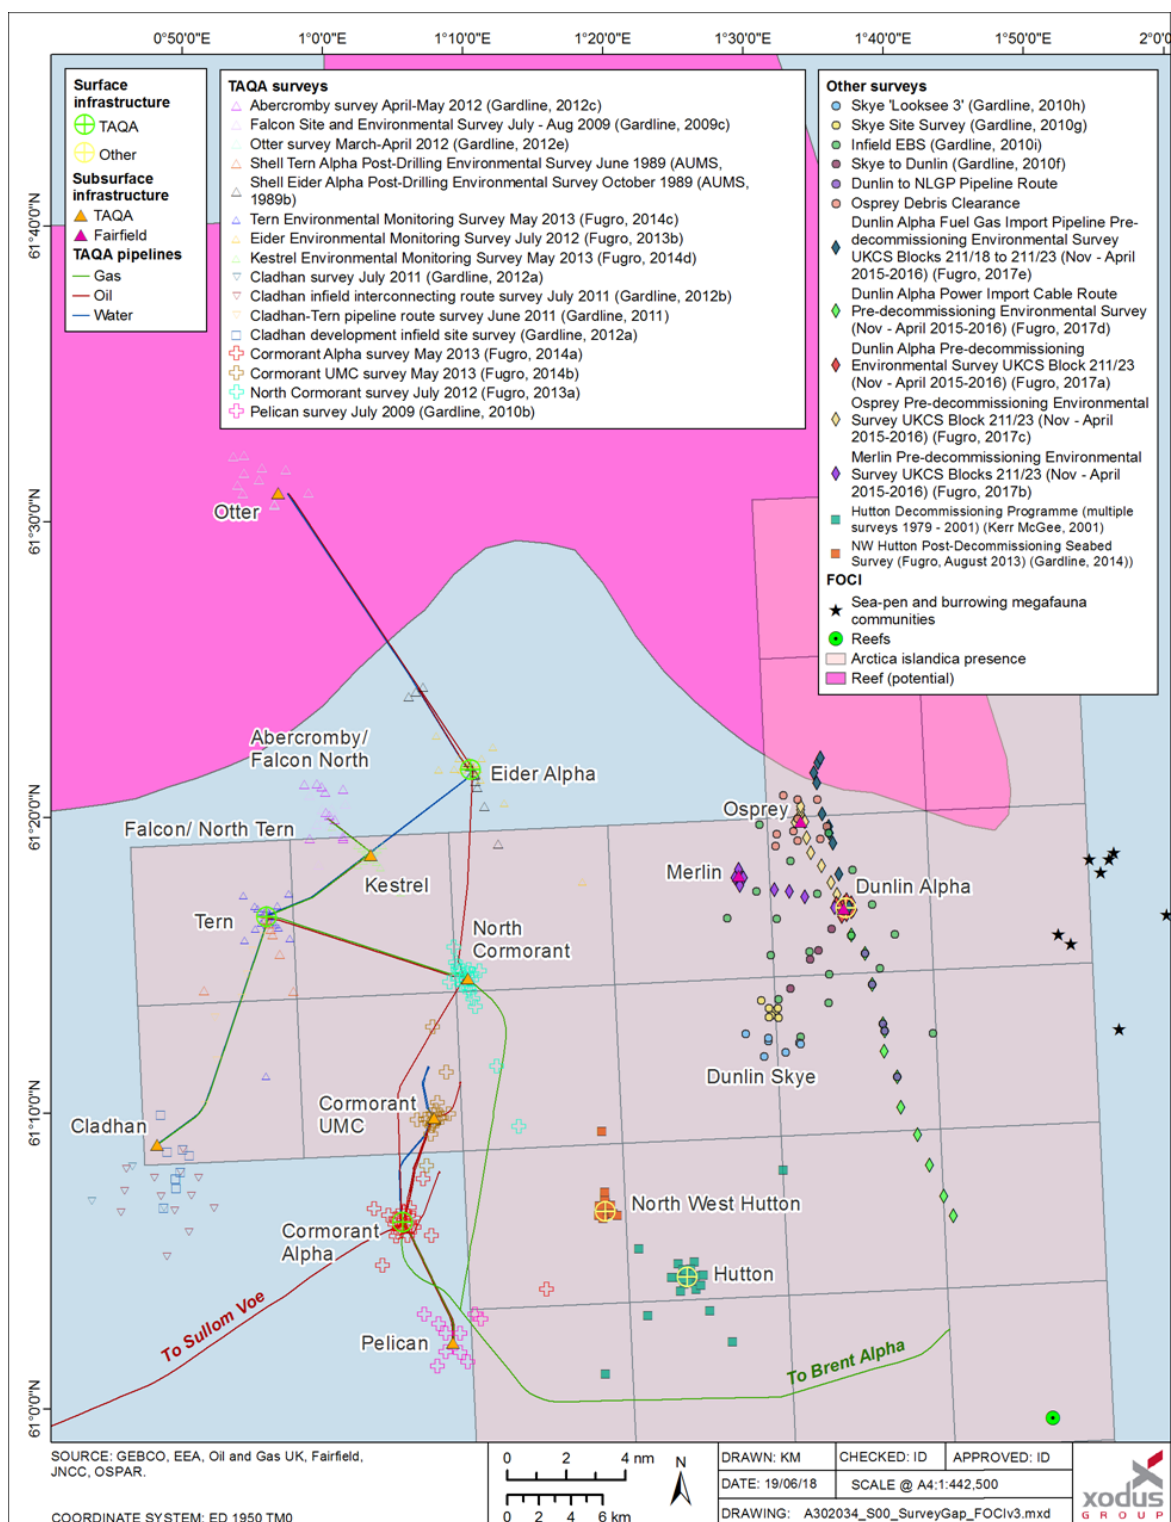 0°50'0"E 1°0'0"E 1°10'0"E 1°20'0"E 1°30'0"E 1°40'0"E 1°50'0"E 2°0'0
Surface
infrastructure
TAQA
Other
Subsurface
infrastructure
TAQA
Fairfield
TAQA pipelines
Gas
Oil
Water
TAQA surveys
Abercromby survey April-May 2012 (Gardline, 2012c)
Falcon Site and Environmental Survey July - Aug 2009 (Gardline, 2009c)
Otter survey March-April 2012 (Gardline, 2012e)
Shell Tern Alpha Post-Drilling Environmental Survey June 1989 (AUMS,
Shell Eider Alpha Post-Drilling Environmental Survey October 1989 (AUMS,
1989b)
Tern Environmental Monitoring Survey May 2013 (Fugro, 2014c)
Eider Environmental Monitoring Survey July 2012 (Fugro, 2013b)
Kestrel Environmental Monitoring Survey May 2013 (Fugro, 2014d)
Cladhan survey July 2011 (Gardline, 2012a)
Cladhan infield interconnecting route survey July 2011 (Gardline, 2012b)
Cladhan-Tern pipeline route survey June 2011 (Gardline, 2011)
Cladhan development infield site survey (Gardline, 2012a)
Cormorant Alpha survey May 2013 (Fugro, 2014a)
Cormorant UMC survey May 2013 (Fugro, 2014b)
North Cormorant survey July 2012 (Fugro, 2013a)
Pelican survey July 2009 (Gardline, 2010b)
Other surveys
Skye 'Looksee 3' (Gardline, 2010h)
Skye Site Survey (Gardline, 2010g)
Infield EBS (Gardline, 2010i)
Skye to Dunlin (Gardline, 2010f)
Dunlin to NLGP Pipeline Route
Osprey Debris Clearance
Dunlin Alpha Fuel Gas Import Pipeline Pre-
decommissioning Environmental Survey
UKCS Blocks 211/18 to 211/23 (Nov - April
2015-2016) (Fugro, 2017e)
Dunlin Alpha Power Import Cable Route
Pre-decommissioning Environmental Survey
(Nov - April 2015-2016) (Fugro, 2017d)
Dunlin Alpha Pre-decommissioning
Environmental Survey UKCS Block 211/23
(Nov - April 2015-2016) (Fugro, 2017a)
Osprey Pre-decommissioning Environmental
Survey UKCS Block 211/23 (Nov - April
2015-2016) (Fugro, 2017c)
Merlin Pre-decommissioning Environmental
Survey UKCS Blocks 211/23 (Nov - April
2015-2016) (Fugro, 2017b)
Hutton Decommissioning Programme (multiple
surveys 1979 - 2001) (Kerr McGee, 2001)
NW Hutton Post-Decommissioning Seabed
Survey (Fugro, August 2013) (Gardline, 2014))
FOCI
Sea-pen and burrowing megafauna
communities
Reefs
Arctica islandica presence
Reef (potential)
61°40'0"N
61°30'0"N
61°20'0"N
61°10'0"N
61°0'0"N
Otter
Abercromby/
Falcon North
Eider Alpha
Falcon/ North Tern
Kestrel
Osprey
Merlin
Dunlin Alpha
Tern
North
Cormorant
Dunlin Skye
Cormorant
UMC
Cladhan
North West Hutton
Cormorant
Alpha
Hutton
To Sullom Voe
Pelican
To Brent Alpha
SOURCE: GEBCO, EEA, Oil and Gas UK, Fairfield,
JNCC, OSPAR.
COORDINATE SYSTEM: ED 1950 TM0
0 2 4 nm
0 2 4 6 km
N
DRAWN: KM CHECKED: ID APPROVED: ID
DATE: 19/06/18 SCALE @ A4;1:442,500
DRAWING: A302034_S00_SurveyGap_FOCIv3.mxd
xodus
GROUP